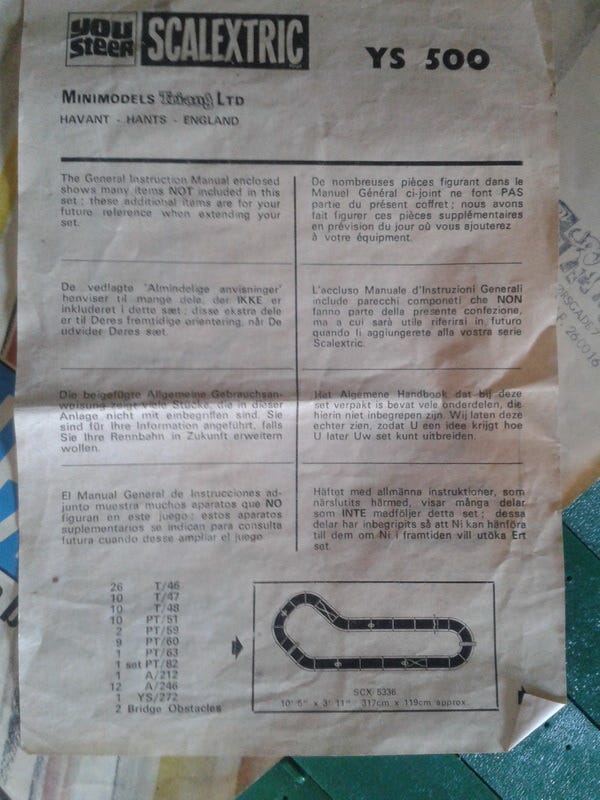 you
steer
SCALEXTRIC
YS 500
MINIMODELS Tri-ang LTD
HAVANT - HANTS - ENGLAND
The General Instruction Manual enclosed
shows many items NOT included in this
set ; these additional items are for your
future reference when extending your
set.
De nombreuses pièces figurant dans le
Manuel Général ci-joint ne font PAS
partie du présent coffret ; nous avons
fait figurer ces pièces supplémentaires
en prévision du jour où vous ajouterez
à votre équipment.
De vedlagte 'Almindelige anvisninger'
henviser til mange dele, der IKKE er
inkluderet i dette sæt ; disse ekstra dele
er til Deres fremtidige orientering, når De
udvider Deres sæt.
L'accluso Manuale d'Instruzioni Generali
include parecchi componeti che NON
fanno parte della presente confezione,
ma a cui sarà utile riferirsi in futuro
quando li aggiungerete alla vostra serie
Scalextric.
Die beigefügte Allgemeine Gebrauchsan-
weisung zeigt viele Stücke, die in dieser
Anlage nicht mit einbegriffen sind. Sie
sind für Ihre Information angeführt, falls
Sie Ihre Rennbahn in Zukunft erweitern
wollen.
Het Algemene Handboek dat bij deze
set verpakt is bevat vele onderdelen, die
hierin niet inbegrepen zijn. Wij laten deze
echter zien, zodat U een idee krijgt hoe
U later Uw set kunt uitbreiden.
El Manual General de Instrucciones ad-
junto muestra muchos aparatos que NO
figuran en este juego ; estos aparatos
suplementarios se indican para consulta
futura cuando desee ampliar el juego.
Häftet med allmänna instruktioner, som
närslutits härmed, visar många delar
som INTE medföljer detta set ; dessa
delar har inbegripits så att Ni kan hänföra
till dem om Ni i framtiden vill utöka Ert
set.
26 T/46
10 T/47
10 T/48
10 PT/51
2 PT/59
9 PT/60
1 PT/63
1 set PT/82
1 A/212
12 A/246
1 YS/272
2 Bridge Obstacles
SCX 5336
10' 5" x 3' 11" 317cm x 119cm approx.